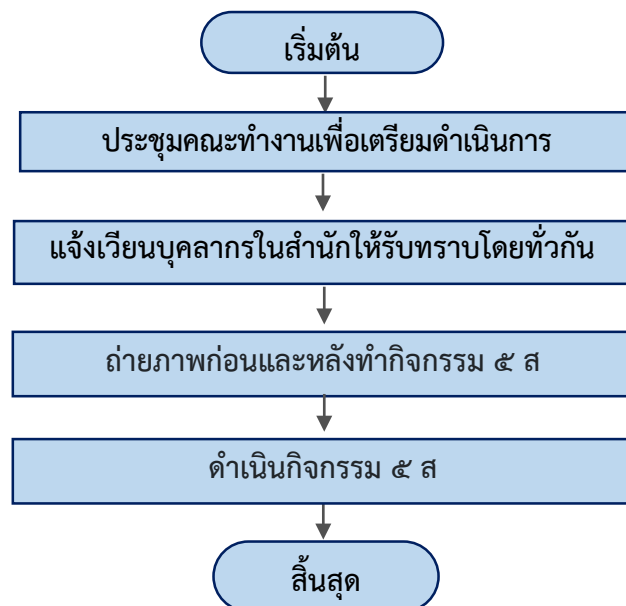 เริ่มต้น
ประชุมคณะทำงานเพื่อเตรียมดำเนินการ
แจ้งเวียนบุคลากรในสำนักให้รับทราบโดยทั่วกัน
ถ่ายภาพก่อนและหลังทำกิจกรรม ๕ ส
ดำเนินกิจกรรม ๕ ส
สิ้นสุด